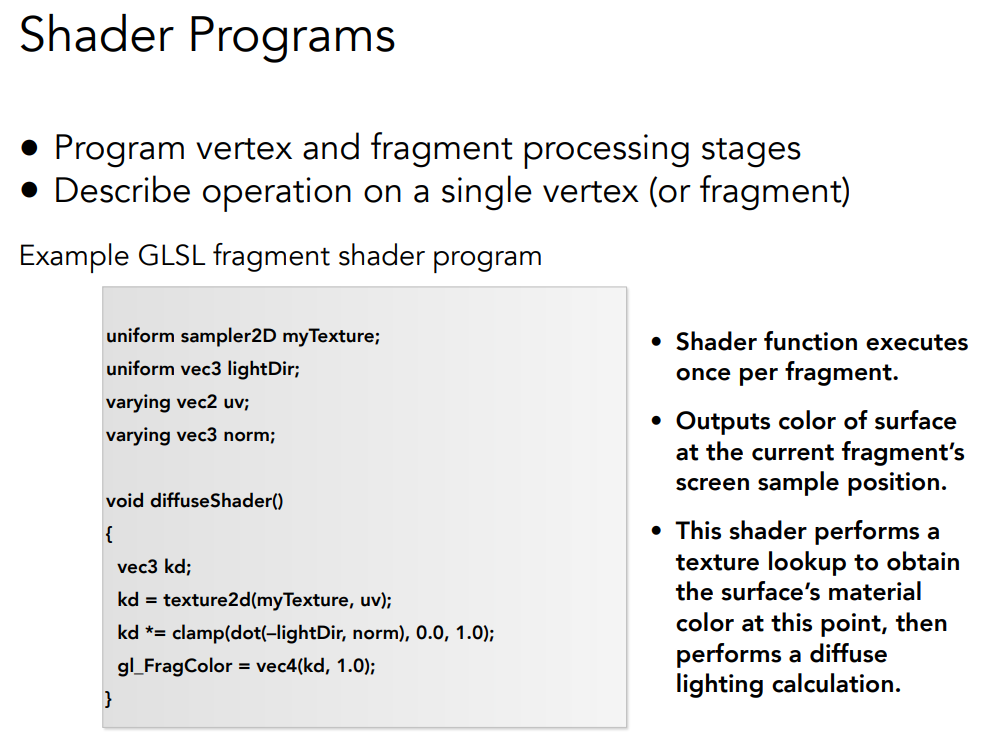 Shader Programs
● Program vertex and fragment processing stages
● Describe operation on a single vertex (or fragment)
Example GLSL fragment shader program
uniform sampler2D myTexture;
uniform vec3 lightDir;
varying vec2 uv;
varying vec3 norm;
void diffuseShader()
{
vec3 kd;
kd = texture2d(myTexture, uv);
kd *= clamp(dot(–lightDir, norm), 0.0, 1.0);
gl_FragColor = vec4(kd, 1.0);
}
• Shader function executes
once per fragment.
• Outputs color of surface
at the current fragment’s
screen sample position.
• This shader performs a
texture lookup to obtain
the surface’s material
color at this point, then
performs a diffuse
lighting calculation.